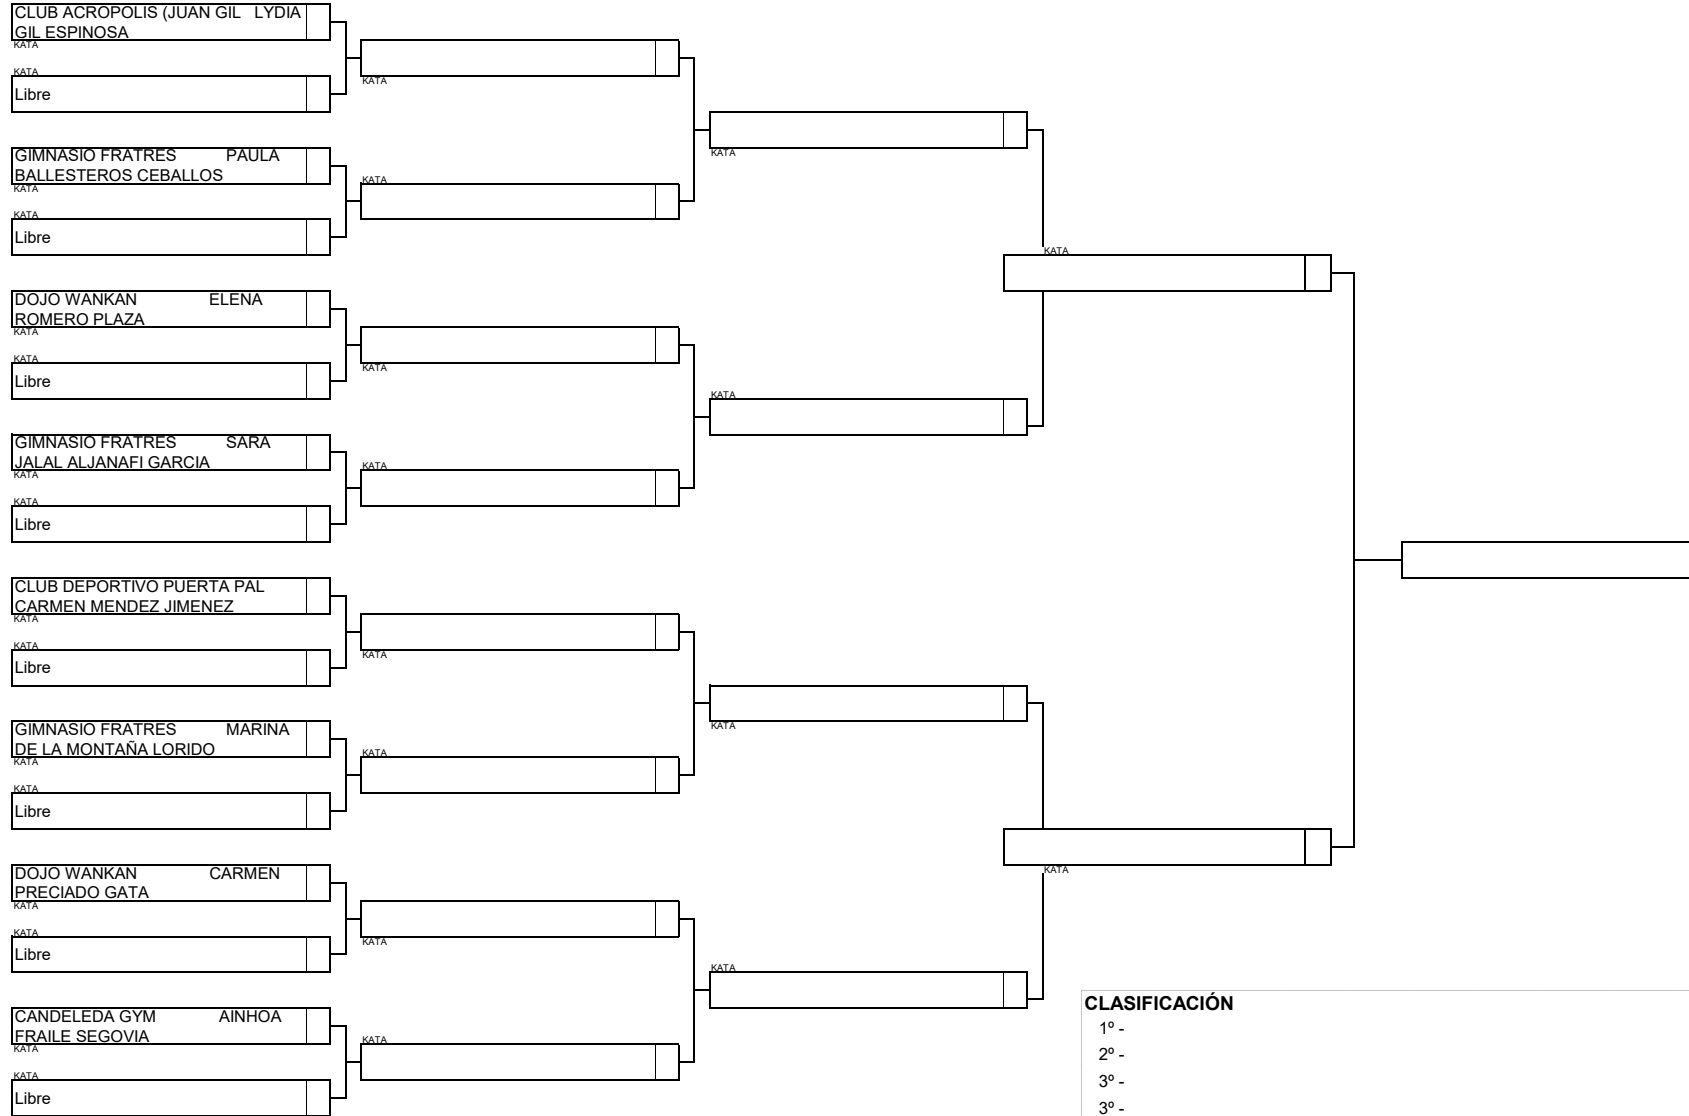 CLUB ACROPOLIS (JUAN GIL LYDIA
GIL ESPINOSA
KATA
KATA
Libre
GIMNASIO FRATRES PAULA
BALLESTEROS CEBALLOS
KATA
KATA
Libre
DOJO WANKAN ELENA
ROMERO PLAZA
KATA
KATA
Libre
GIMNASIO FRATRES SARA
JALAL ALJANAFI GARCIA
KATA
KATA
Libre
CLUB DEPORTIVO PUERTA PAL
CARMEN MENDEZ JIMENEZ
KATA
KATA
Libre
GIMNASIO FRATRES MARINA
DE LA MONTAÑA LORIDO
KATA
KATA
Libre
DOJO WANKAN CARMEN
PRECIADO GATA
KATA
KATA
Libre
CANDELEDA GYM AINHOA
FRAILE SEGOVIA
KATA
KATA
Libre
KATA
KATA
KATA
KATA
KATA
KATA
KATA
KATA
KATA
KATA
KATA
KATA
KATA
KATA
CLASIFICACIÓN
1º -
2º -
3º -
3º -